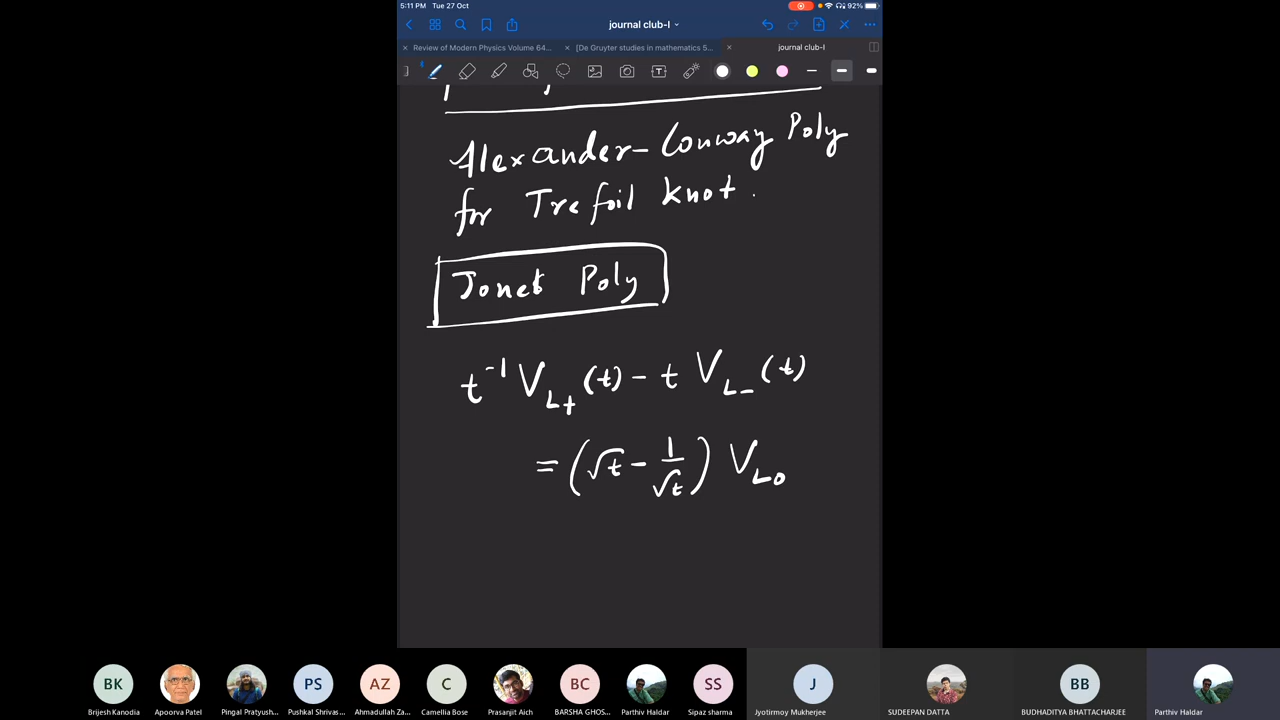 5:11 PM Tue 27 Oct
92%
journal club-I
Review of Modern Physics Volume 64...
[De Gruyter studies in mathematics 5...
journal club-I
Alexander-Conway Poly
for Trefoil Knot.
Jones Poly
t⁻¹ V_L₊ (t) - t V_L₋ (t)
= (√t - 1/√t) V_L₀
BK PS AZ C BC SS J BB
Brijesh Kanodia Apoorva Patel Pingal Pratyush... Pushkal Shrivas... Ahmadullah Za... Camellia Bose Prasanjit Aich BARSHA GHOS... Parthiv Haldar Sipaz sharma Jyotirmoy Mukherjee SUDEEPAN DATTA BUDHADITYA BHATTACHARJEE Parthiv Haldar